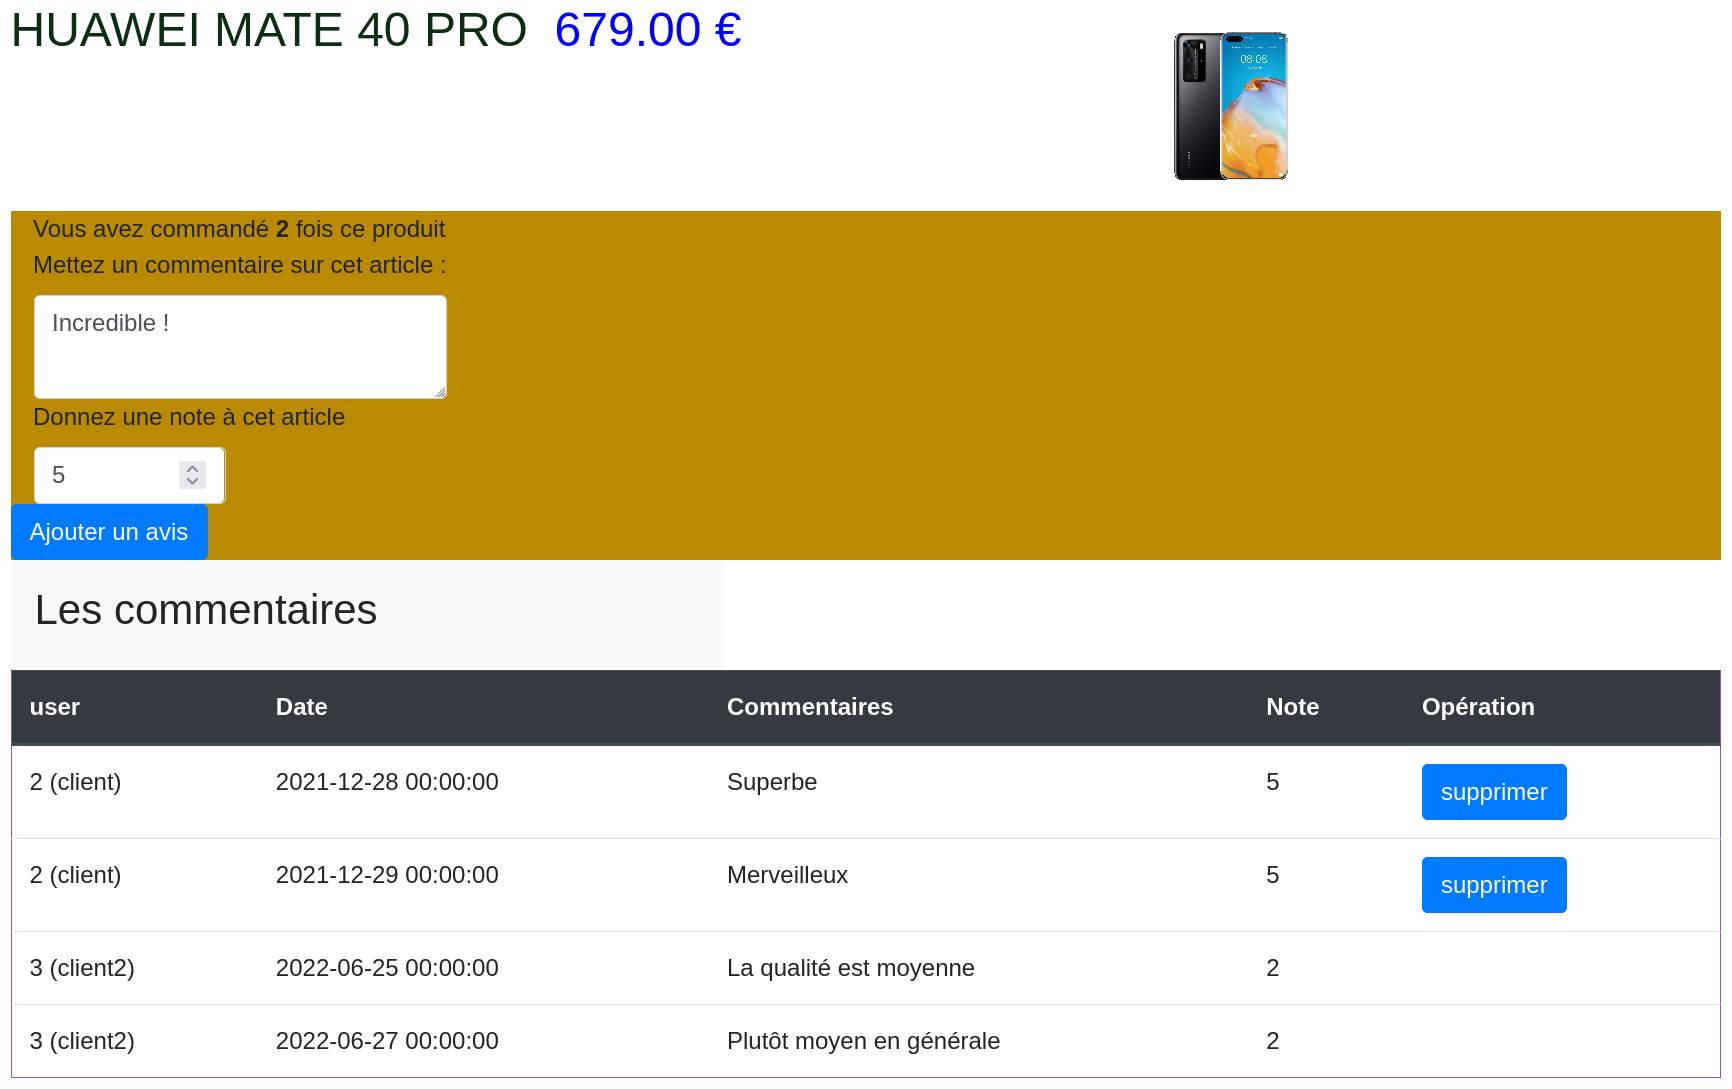 HUAWEI MATE 40 PRO 679.00 €
08:08
Vous avez commandé 2 fois ce produit
Mettez un commentaire sur cet article :
Incredible !
Donnez une note à cet article
5
Ajouter un avis
Les commentaires
user Date Commentaires Note Opération
2 (client) 2021-12-28 00:00:00 Superbe 5 supprimer
2 (client) 2021-12-29 00:00:00 Merveilleux 5 supprimer
3 (client2) 2022-06-25 00:00:00 La qualité est moyenne 2
3 (client2) 2022-06-27 00:00:00 Plutôt moyen en générale 2